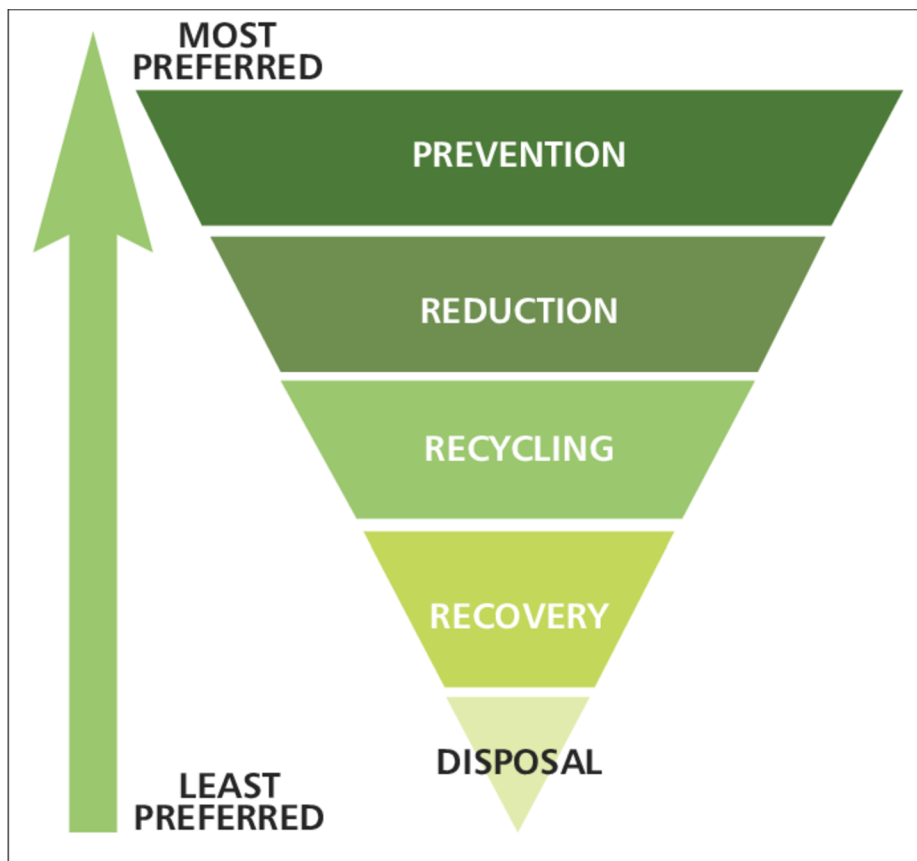 MOST
PREFERRED
PREVENTION
REDUCTION
RECYCLING
RECOVERY
DISPOSAL
LEAST
PREFERRED